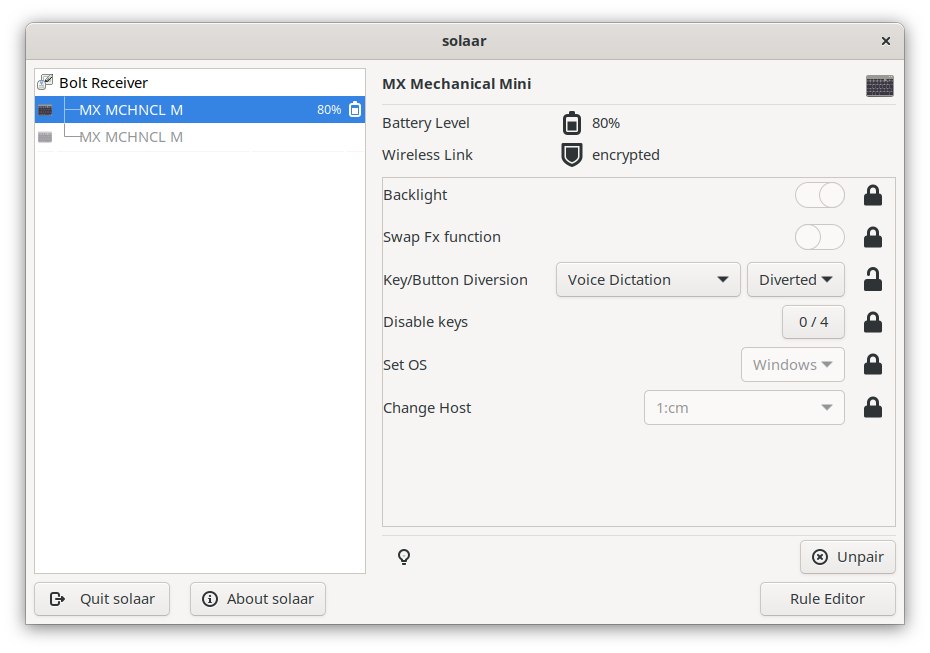 solaar
Bolt Receiver
MX MCHNCL M 80%
MX MCHNCL M
MX Mechanical Mini
Battery Level 80%
Wireless Link encrypted
Backlight
Swap Fx function
Key/Button Diversion Voice Dictation Diverted
Disable keys 0 / 4
Set OS Windows
Change Host 1:cm
Unpair
Quit solaar About solaar Rule Editor